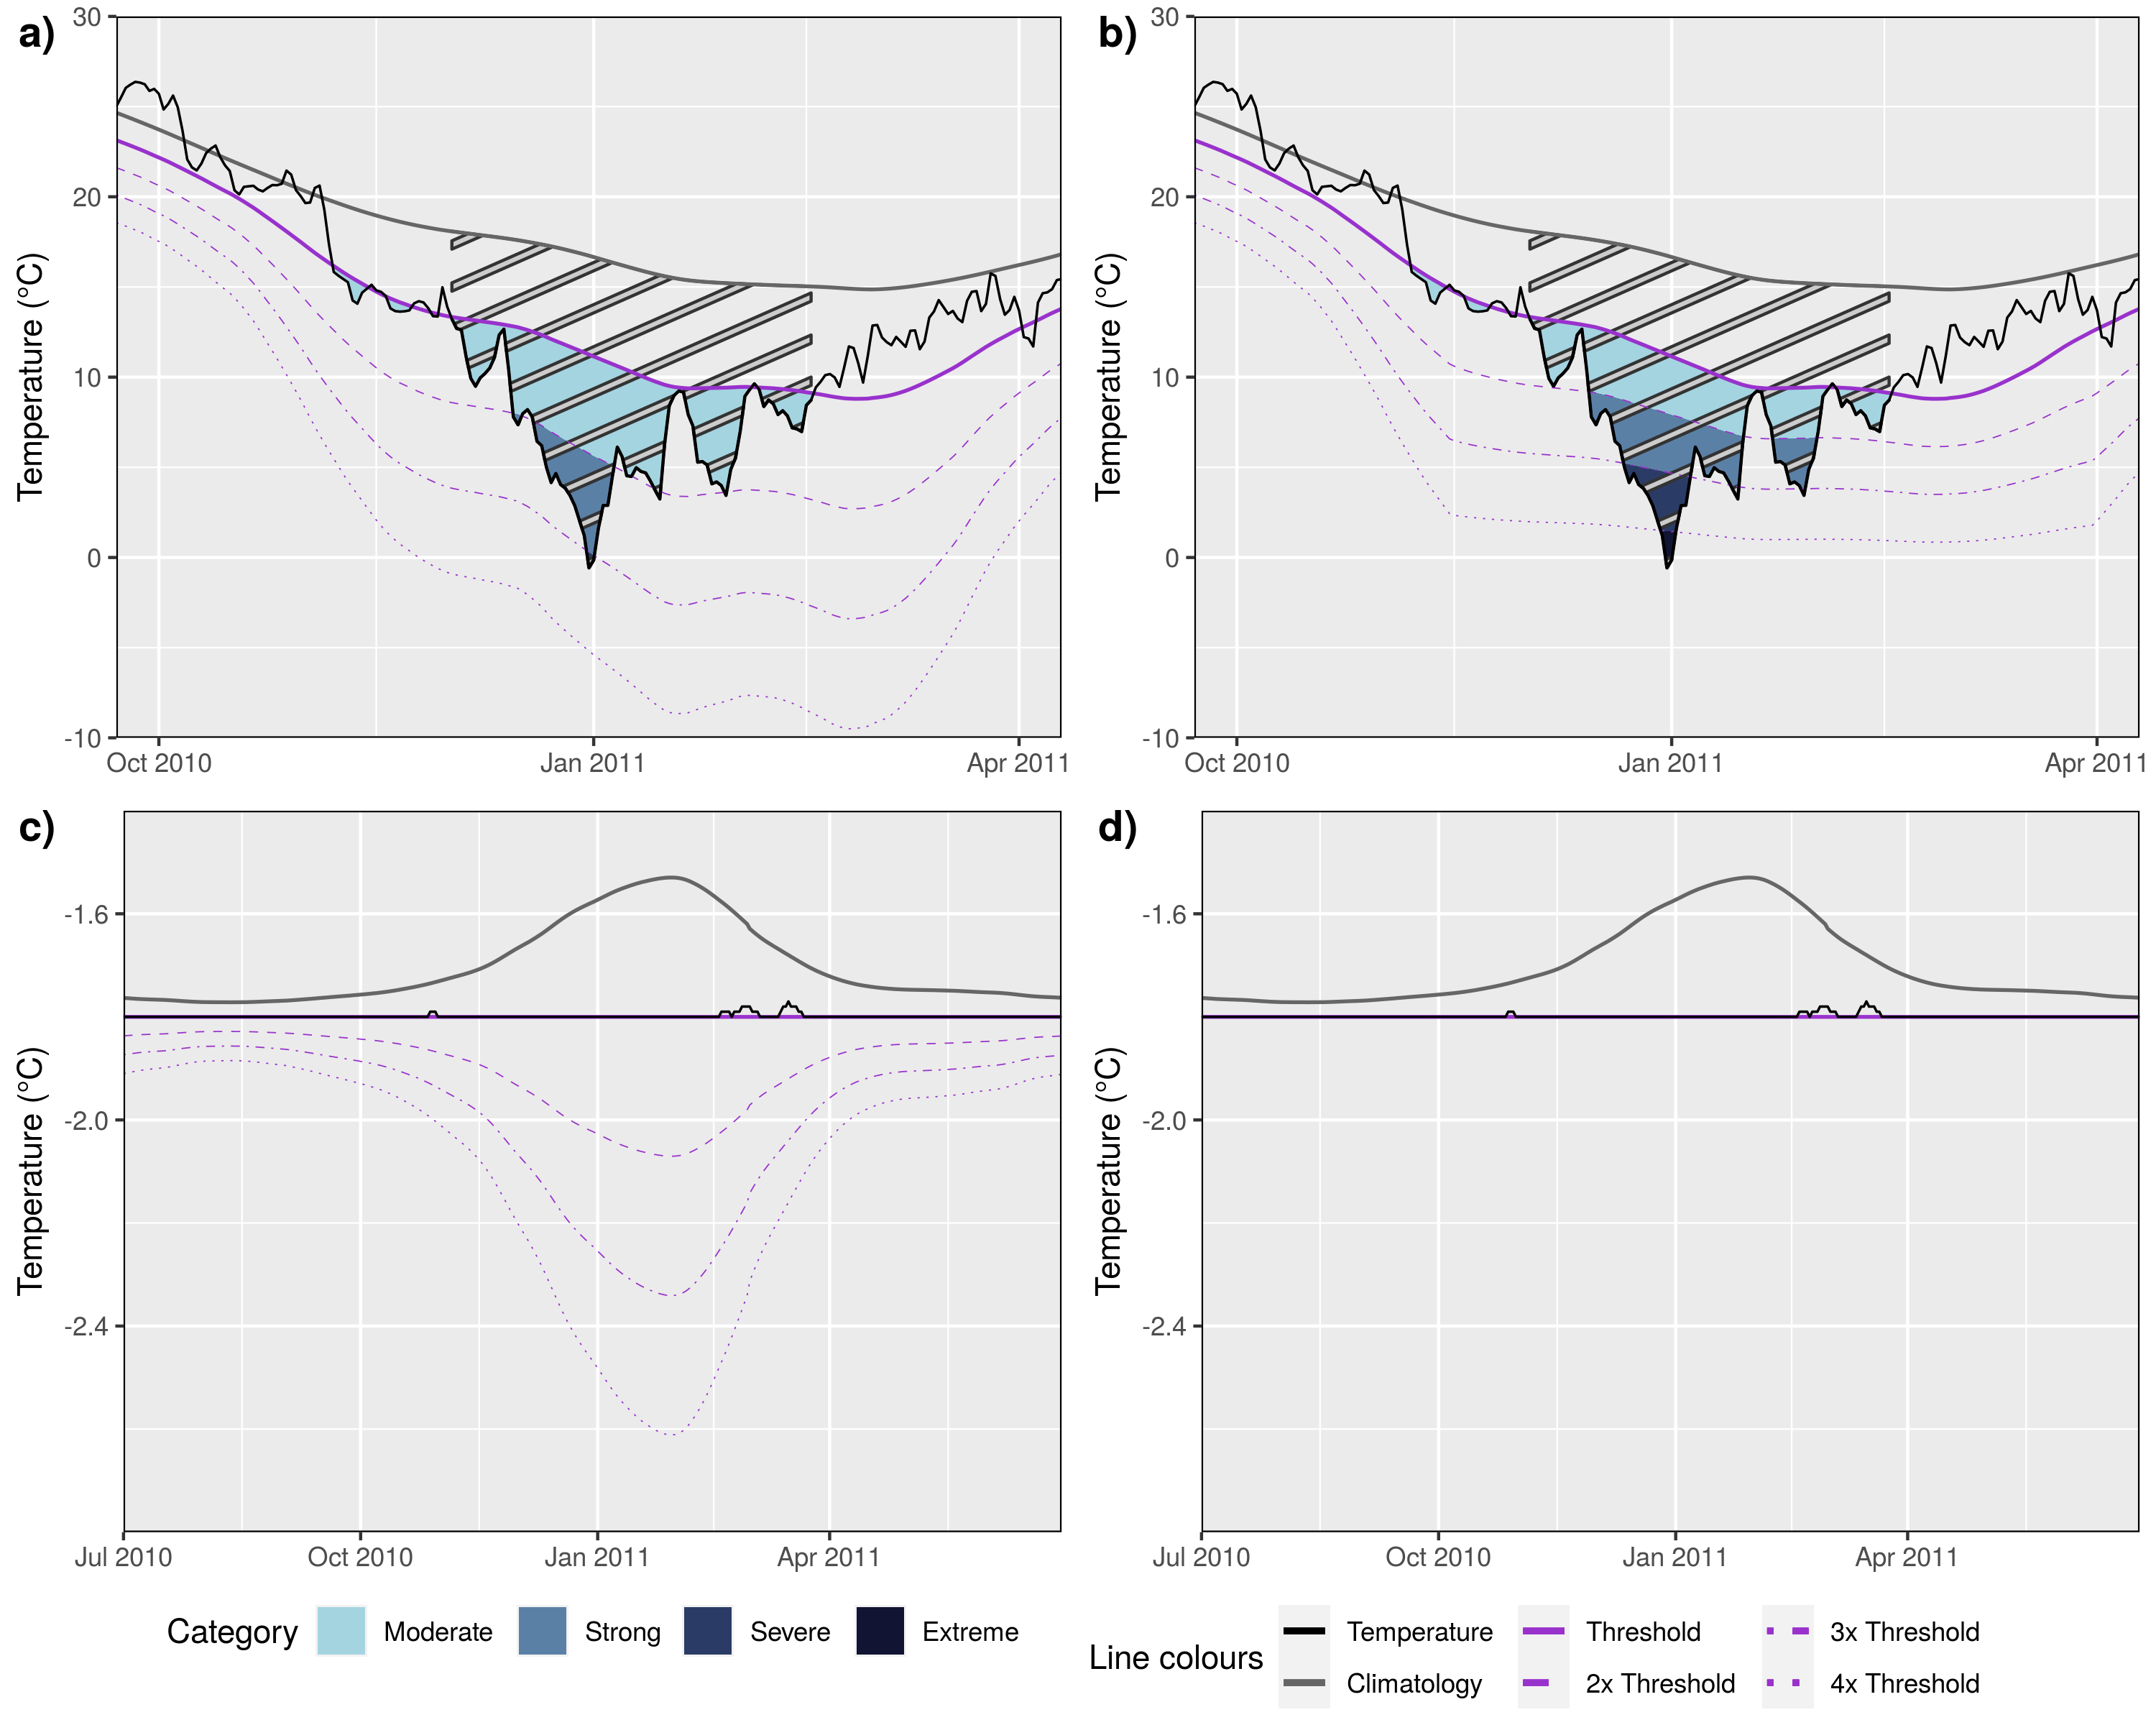 a)
30
20
10
0
-10
Temperature (°C)
Oct 2010
Jan 2011
Apr 2011
b)
30
20
10
0
-10
Temperature (°C)
Oct 2010
Jan 2011
Apr 2011
c)
-1.6
-2.0
-2.4
Temperature (°C)
Jul 2010
Oct 2010
Jan 2011
Apr 2011
d)
-1.6
-2.0
-2.4
Temperature (°C)
Jul 2010
Oct 2010
Jan 2011
Apr 2011
Category
Moderate
Strong
Severe
Extreme
Line colours
Temperature
Threshold
3x Threshold
Climatology
2x Threshold
4x Threshold